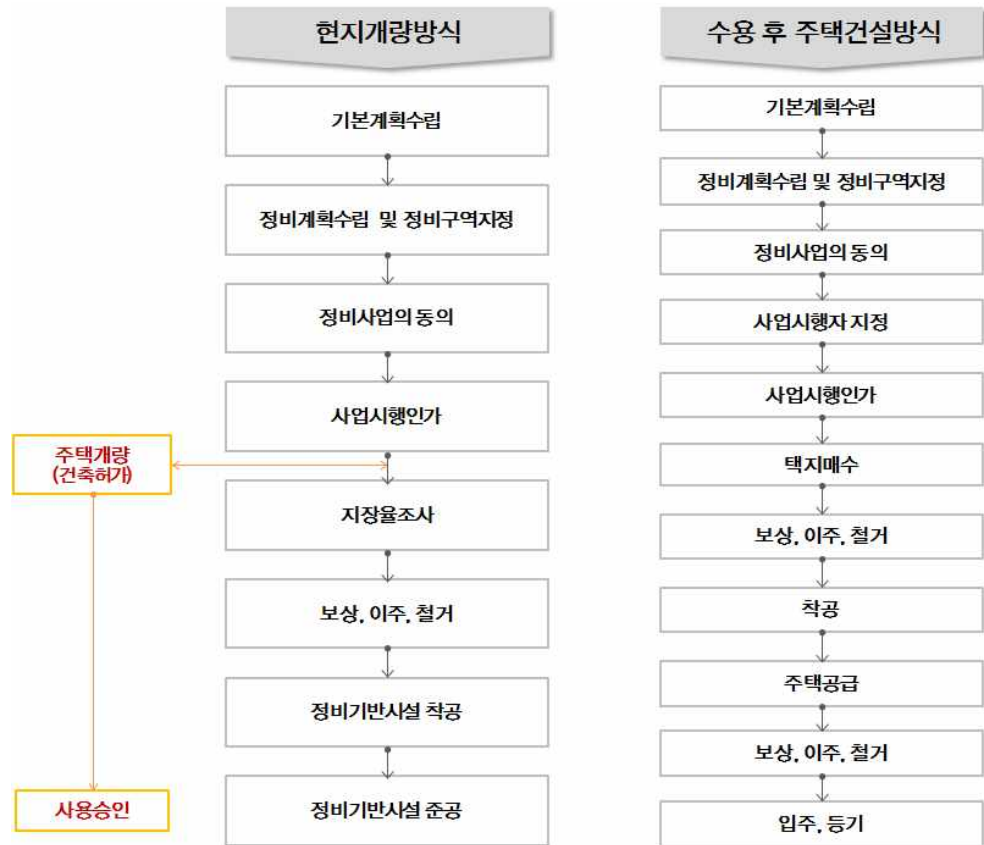 현지개량방식
기본계획수립
정비계획수립 및 정비구역지정
정비사업의 동의
사업시행인가
주택개량
(건축허가)
지장율조사
보상, 이주, 철거
정비기반시설 착공
사용승인
정비기반시설 준공
수용 후 주택건설방식
기본계획수립
정비계획수립 및 정비구역지정
정비사업의 동의
사업시행자 지정
사업시행인가
택지매수
보상, 이주, 철거
착공
주택공급
보상, 이주, 철거
입주, 등기